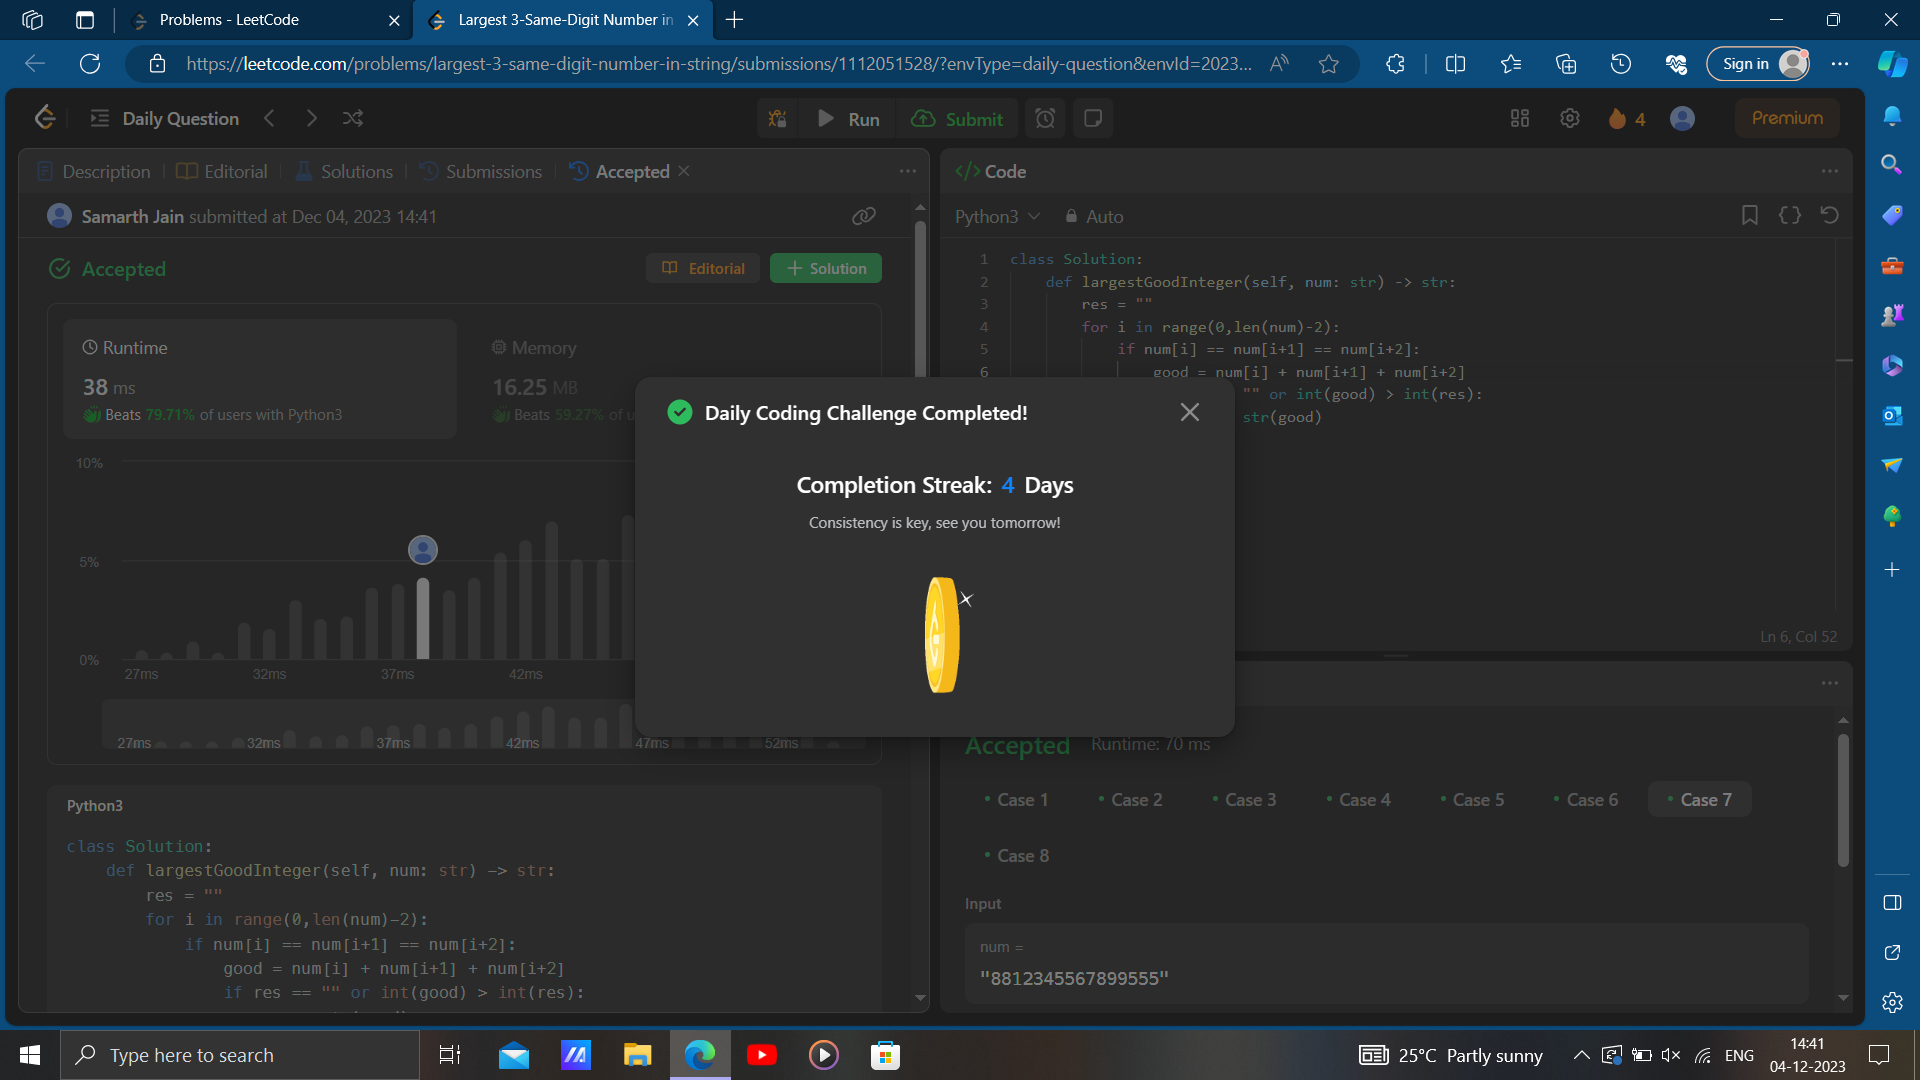 Problems - LeetCode
Largest 3-Same-Digit Number in
https://leetcode.com/problems/largest-3-same-digit-number-in-string/submissions/1112051528/?envType=daily-question&envId=2023...
Sign in
Daily Question
Run
Submit
4
Premium
Description
Editorial
Solutions
Submissions
Accepted
Samarth Jain submitted at Dec 04, 2023 14:41
Accepted
Editorial
+ Solution
Runtime
38 ms
Beats 79.71% of users with Python3
Memory
16.25 MB
Beats 59.27% of u
10%
5%
0%
27ms 32ms 37ms 42ms
27ms 32ms 37ms 42ms 47ms 52ms
Python3
class Solution:
def largestGoodInteger(self, num: str) -> str:
res = ""
for i in range(0,len(num)-2):
if num[i] == num[i+1] == num[i+2]:
good = num[i] + num[i+1] + num[i+2]
if res == "" or int(good) > int(res):
Daily Coding Challenge Completed!
Completion Streak: 4 Days
Consistency is key, see you tomorrow!
</> Code
Python3
Auto
1 class Solution:
2 def largestGoodInteger(self, num: str) -> str:
3 res = ""
4 for i in range(0,len(num)-2):
5 if num[i] == num[i+1] == num[i+2]:
6 good = num[i] + num[i+1] + num[i+2]
"" or int(good) > int(res):
str(good)
Ln 6, Col 52
Accepted
Runtime: 70 ms
Case 1
Case 2
Case 3
Case 4
Case 5
Case 6
Case 7
Case 8
Input
num =
"8812345567899555"
Type here to search
25°C Partly sunny
ENG
14:41
04-12-2023